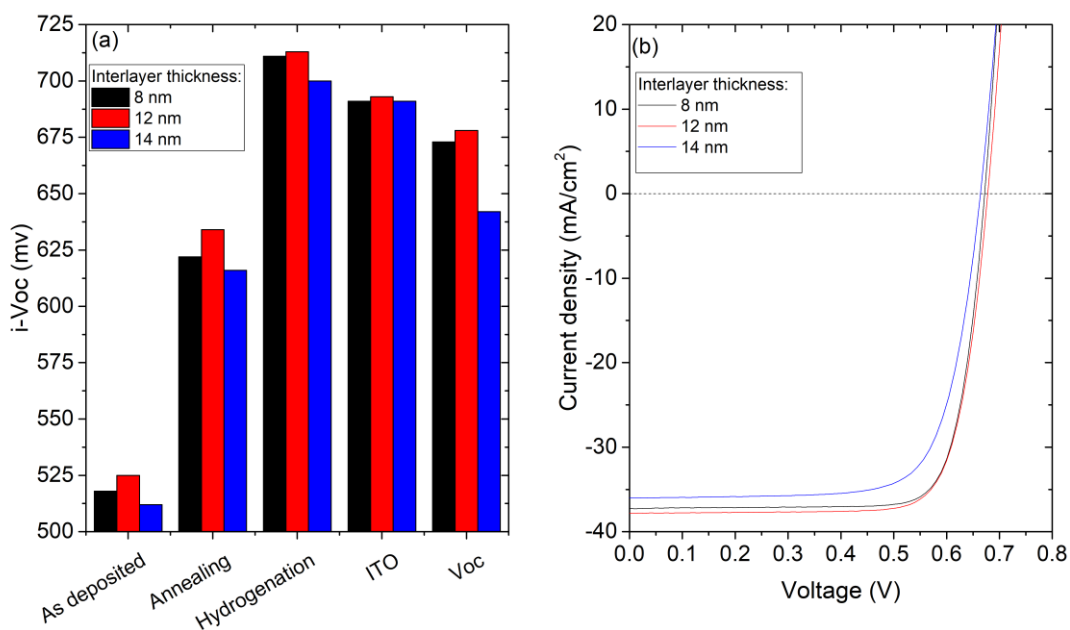 (a)
Interlayer thickness:
8 nm
12 nm
14 nm
725
700
675
650
625
600
575
550
525
500
i-Voc (mv)
As deposited
Annealing
Hydrogenation
ITO
Voc
(b)
Interlayer thickness:
8 nm
12 nm
14 nm
20
10
0
-10
-20
-30
-40
Current density (mA/cm²)
0.0 0.1 0.2 0.3 0.4 0.5 0.6 0.7 0.8
Voltage (V)